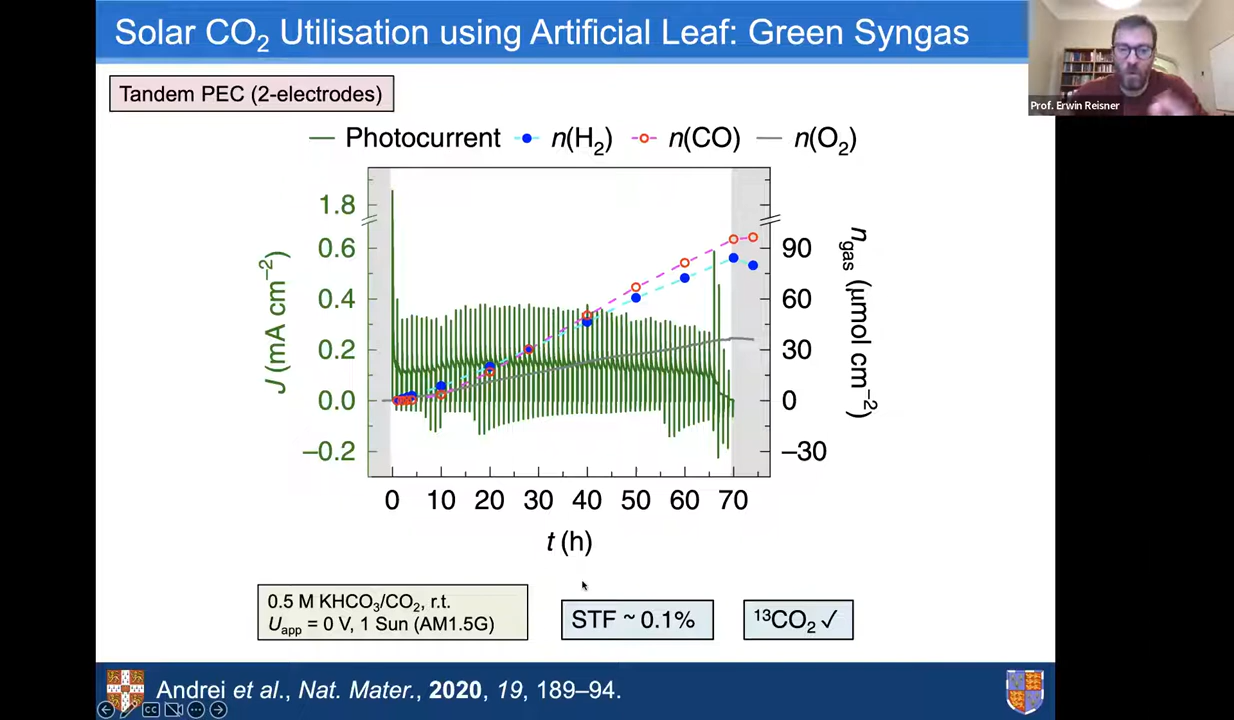 Solar CO₂ Utilisation using Artificial Leaf: Green Syngas
Prof. Erwin Reisner
Tandem PEC (2-electrodes)
Photocurrent n(H₂) n(CO) n(O₂)
1.8
0.6
0.4
0.2
0.0
−0.2
J (mA cm⁻²)
90
60
30
0
−30
n gas (μmol cm⁻²)
0 10 20 30 40 50 60 70
t (h)
0.5 M KHCO₃/CO₂, r.t.
U app = 0 V, 1 Sun (AM1.5G)
STF ~ 0.1%
¹³CO₂ ✓
Andrei et al., Nat. Mater., 2020, 19, 189–94.
CC